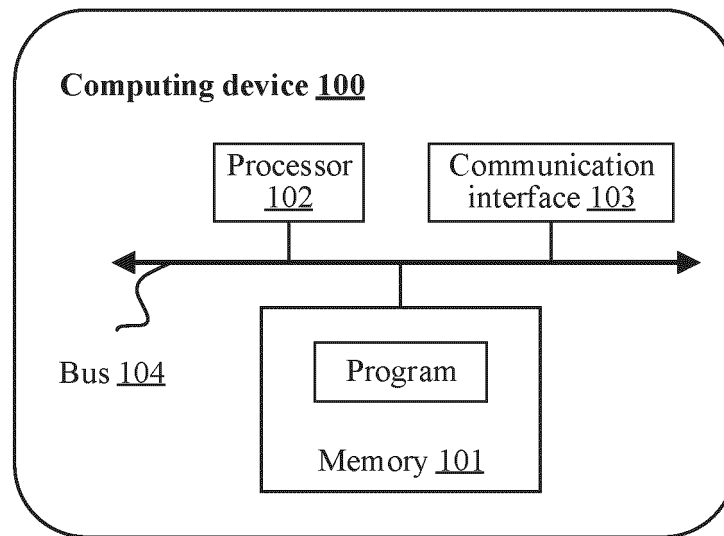 Computing device 100
Processor
102
Communication
interface 103
Bus 104
Program
Memory 101